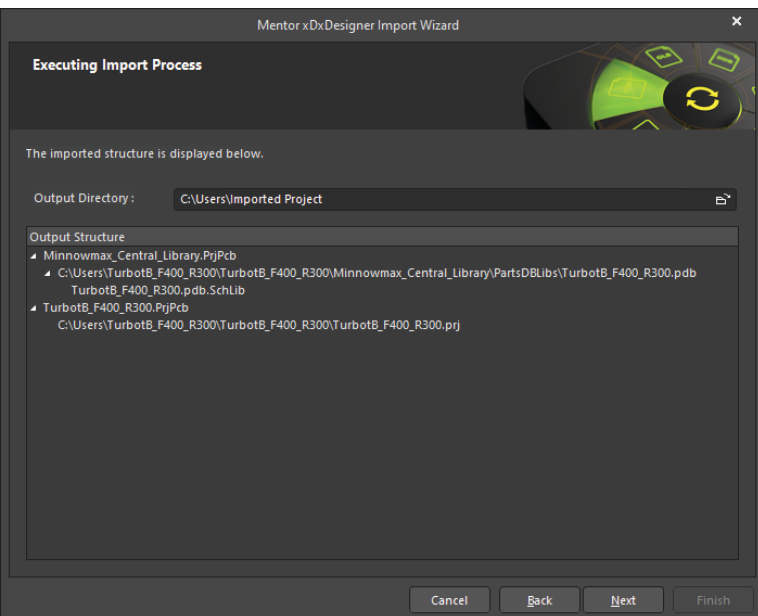 Mentor xDxDesigner Import Wizard
Executing Import Process
The imported structure is displayed below.
Output Directory : C:\Users\Imported Project
Output Structure
Minnowmax_Central_Library.PrjPcb
C:\Users\TurbotB_F400_R300\TurbotB_F400_R300\Minnowmax_Central_Library\PartsDBLibs\TurbotB_F400_R300.pdb
TurbotB_F400_R300.pdb.SchLib
TurbotB_F400_R300.PrjPcb
C:\Users\TurbotB_F400_R300\TurbotB_F400_R300\TurbotB_F400_R300.prj
Cancel Back Next Finish